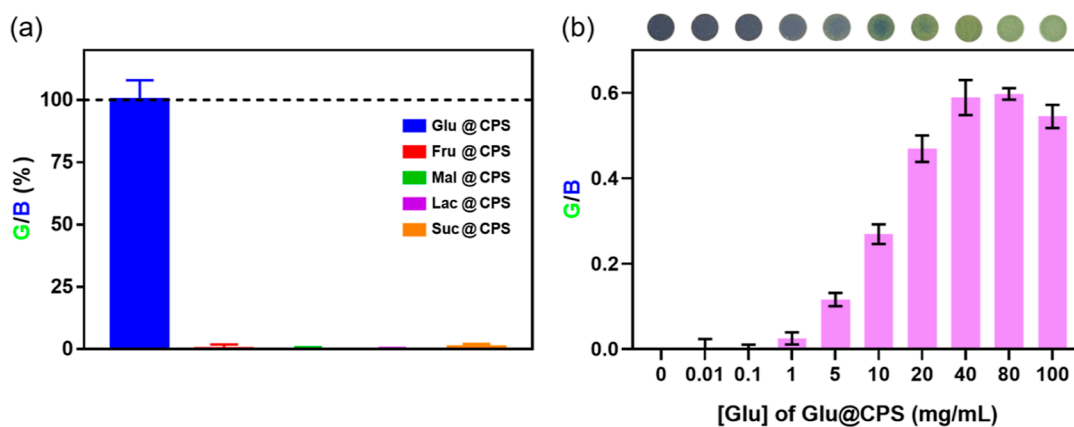 (a)
G/B (%)
100
75
50
25
0
Glu @CPS
Fru @CPS
Mal @CPS
Lac @CPS
Suc @CPS
(b)
G/B
0.6
0.4
0.2
0.0
0 0.01 0.1 1 5 10 20 40 80 100
[Glu] of Glu@CPS (mg/mL)